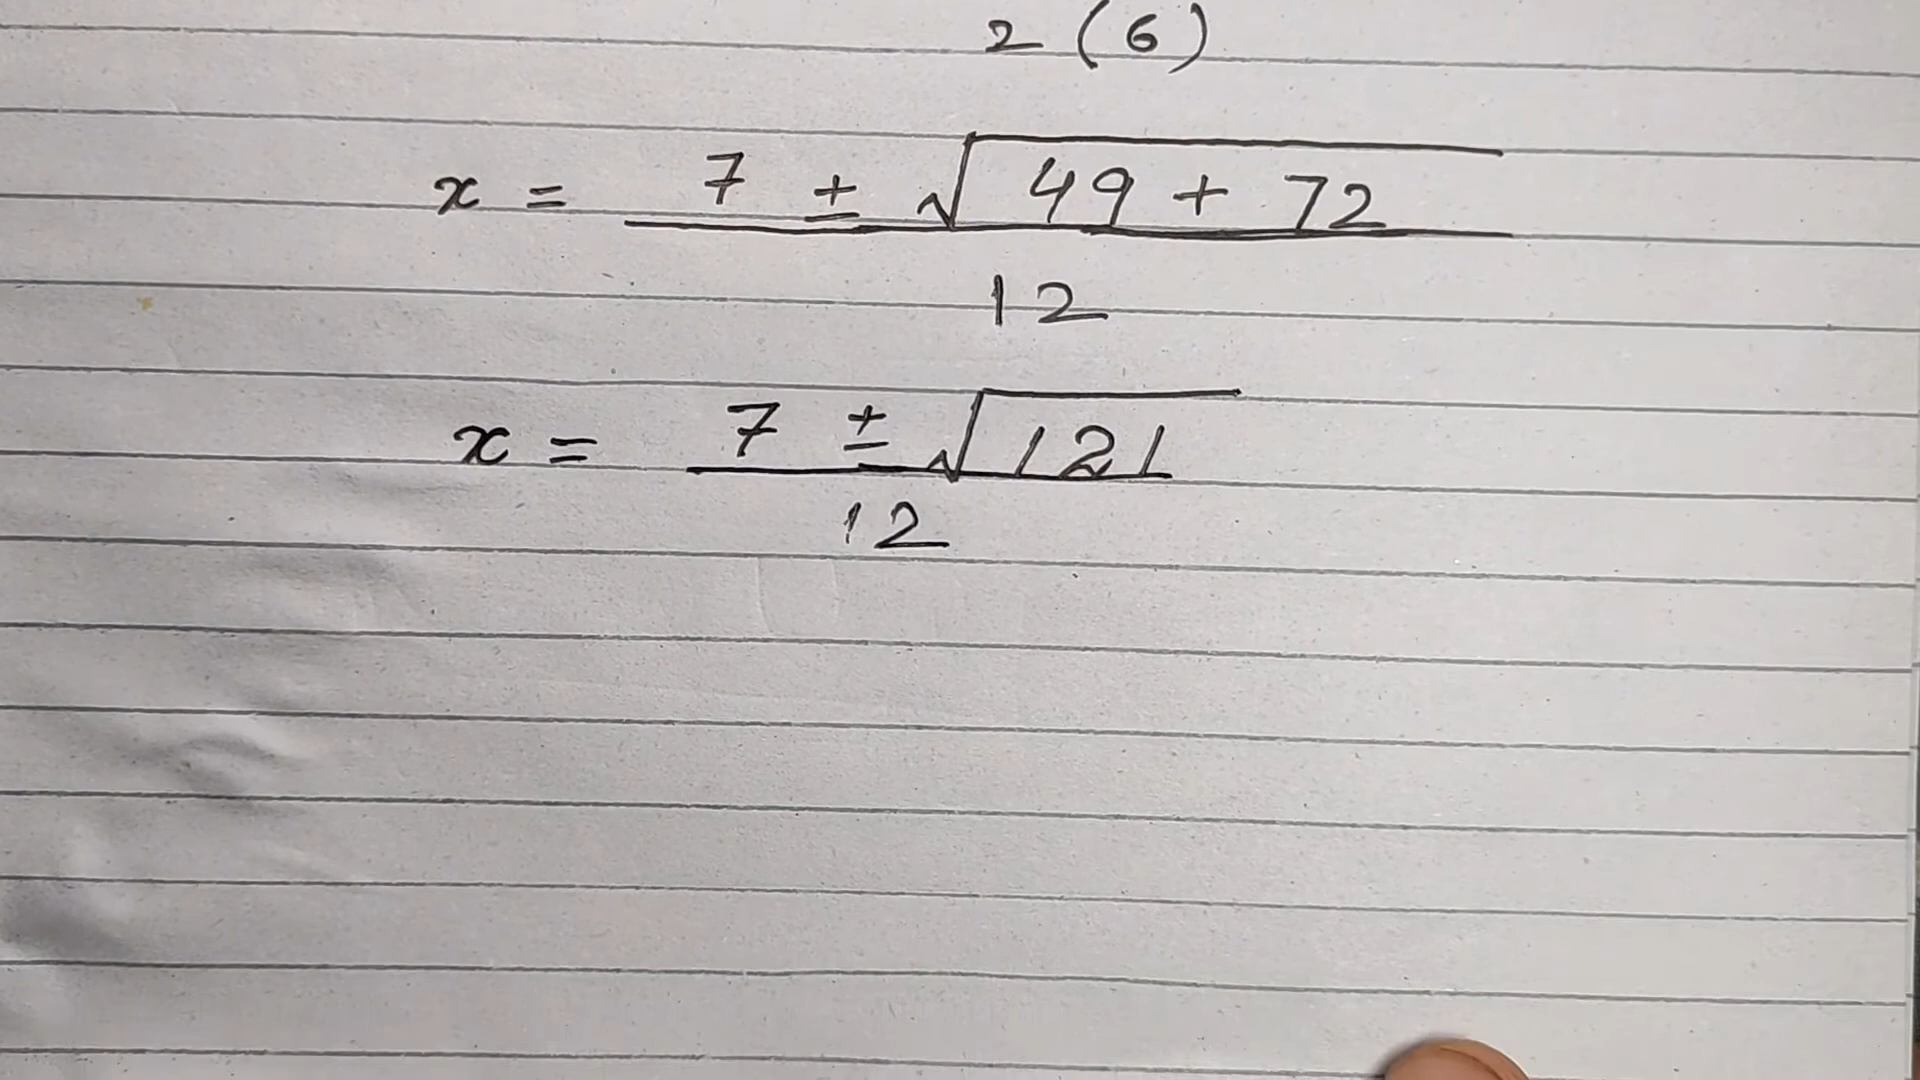 2 (6)
x = 7 ± √49 + 72
12
x = 7 ± √121
12